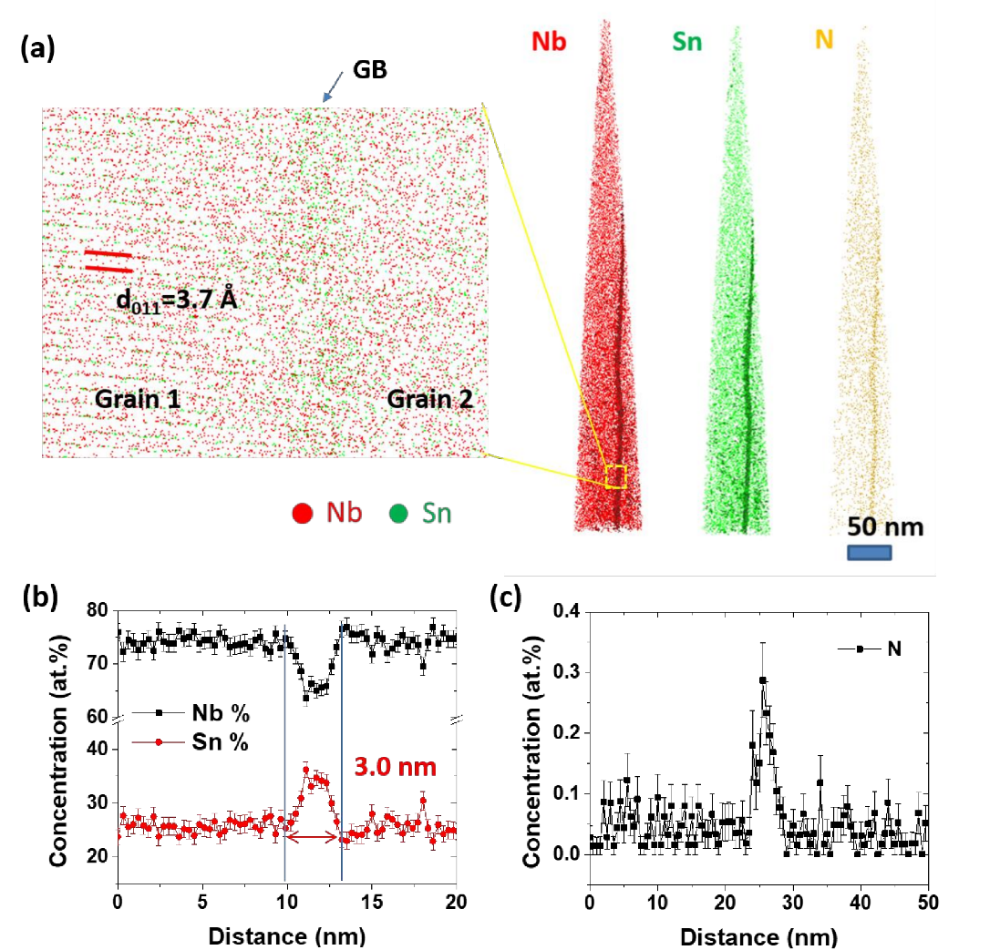 (a)
GB
Nb
Sn
N
d₀₁₁=3.7 Å
Grain 1
Grain 2
Nb
Sn
50 nm
(b)
80
70
60
40
30
20
Concentration (at.%)
Nb %
Sn %
3.0 nm
0
5
10
15
20
Distance (nm)
(c)
0.4
0.3
0.2
0.1
0.0
Concentration (at.%)
N
0
10
20
30
40
50
Distance (nm)